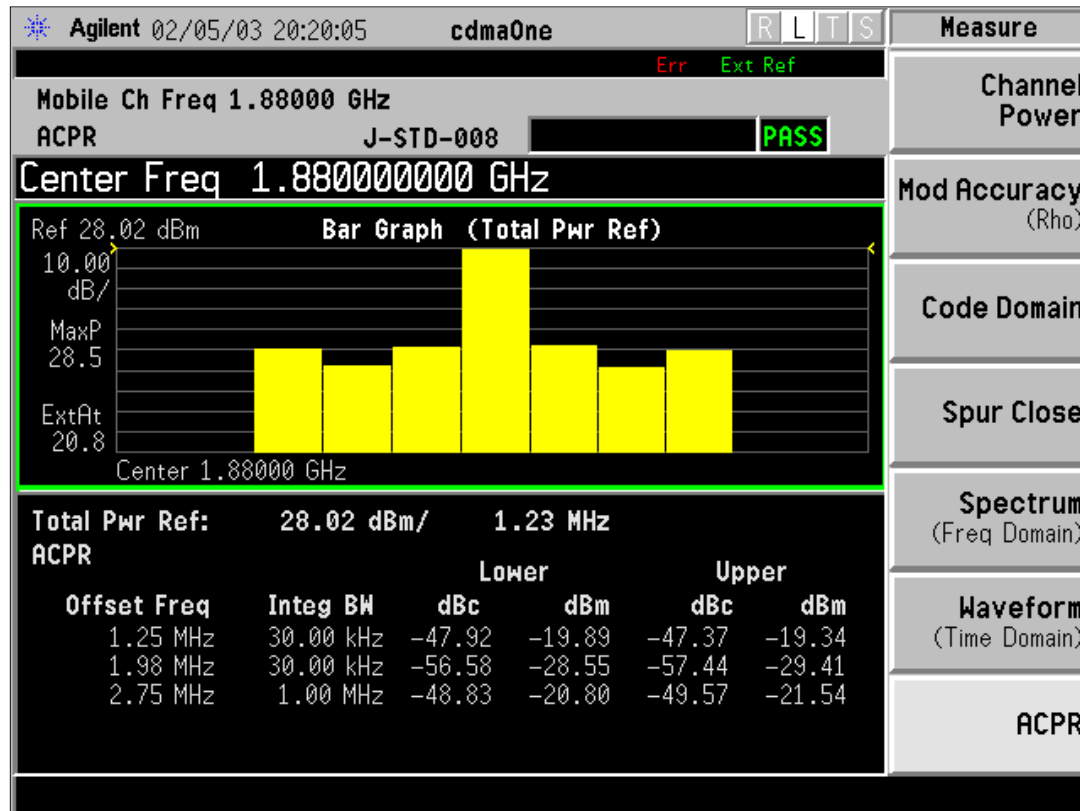 Agilent 02/05/03 20:20:05 cdmaOne R L T S
Measure
Err Ext Ref
Mobile Ch Freq 1.88000 GHz
ACPR J-STD-008 PASS
Center Freq 1.880000000 GHz
Ref 28.02 dBm Bar Graph (Total Pwr Ref)
10.00
dB/
MaxP
28.5
ExtAt
20.8
Center 1.88000 GHz
Total Pwr Ref: 28.02 dBm/ 1.23 MHz
ACPR
Lower Upper
Offset Freq Integ BW dBc dBm dBc dBm
1.25 MHz 30.00 kHz -47.92 -19.89 -47.37 -19.34
1.98 MHz 30.00 kHz -56.58 -28.55 -57.44 -29.41
2.75 MHz 1.00 MHz -48.83 -20.80 -49.57 -21.54
Channel
Power
Mod Accuracy
(Rho)
Code Domain
Spur Close
Spectrum
(Freq Domain)
Waveform
(Time Domain)
ACPR